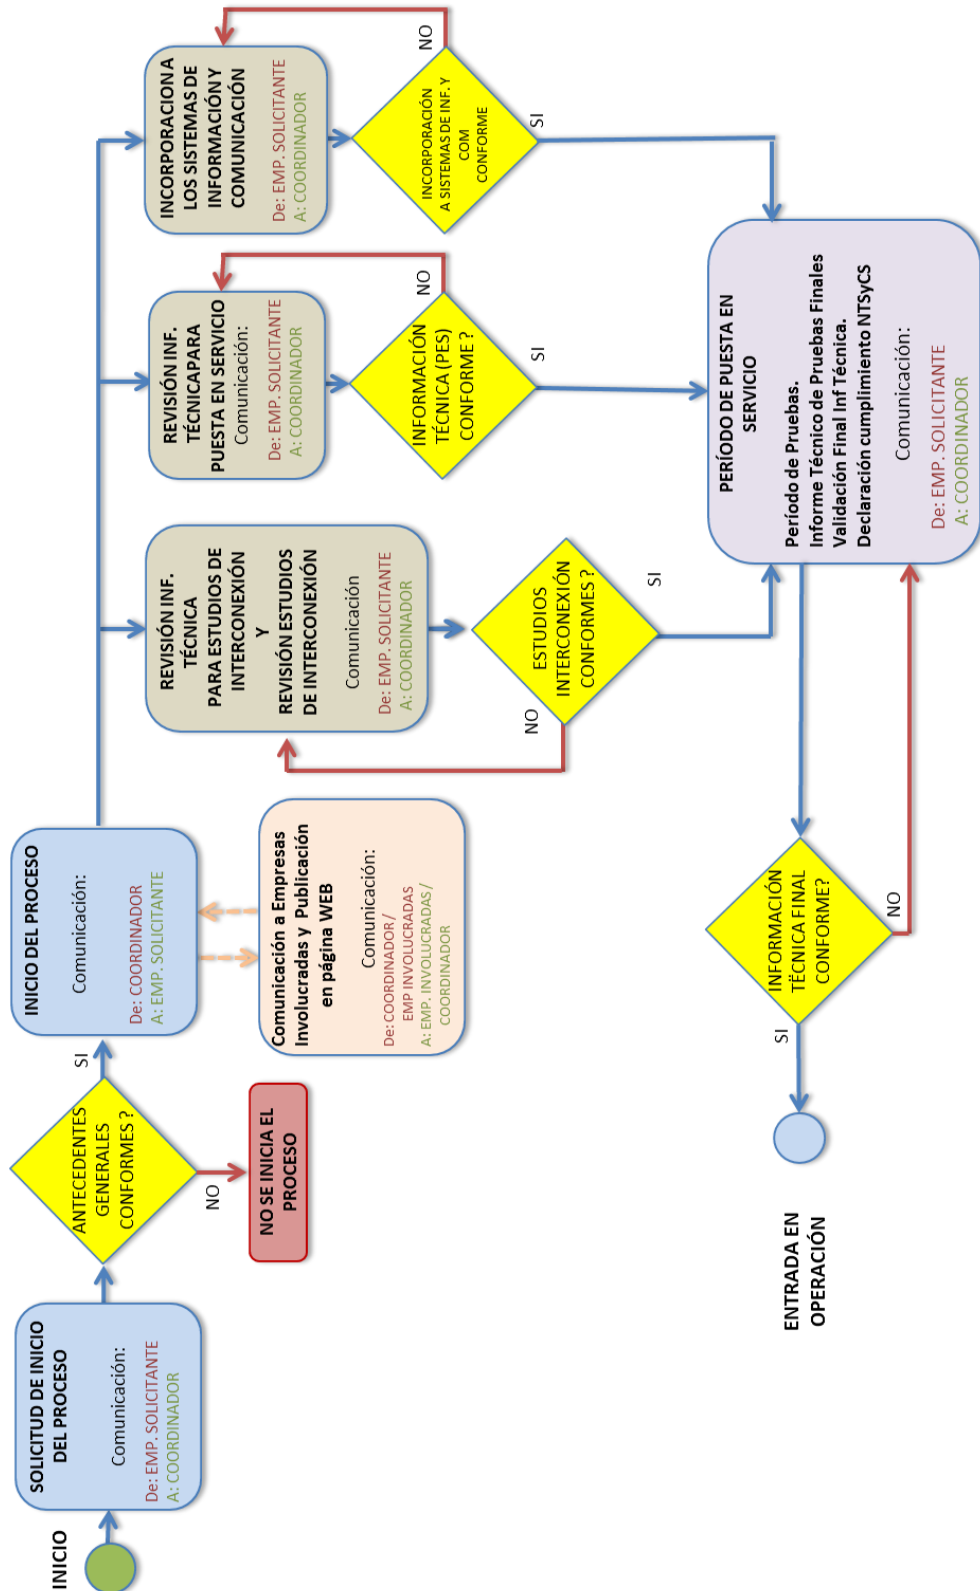 INICIO
SOLICITUD DE INICIO
DEL PROCESO
Comunicación:
De: EMP. SOLICITANTE
A: COORDINADOR
ANTECEDENTES
GENERALES
CONFORMES ?
SI
NO
NO SE INICIA EL
PROCESO
INICIO DEL PROCESO
Comunicación:
De: COORDINADOR
A: EMP. SOLICITANTE
Comunicación a Empresas
Involucradas y Publicación
en página WEB
Comunicación:
De: COORDINADOR /
EMP INVOLUCRADAS
A: EMP. INVOLUCRADAS /
COORDINADOR
REVISIÓN INF.
TÉCNICA
PARA ESTUDIOS DE
INTERCONEXIÓN
Y
REVISIÓN ESTUDIOS
DE INTERCONEXIÓN
Comunicación
De: EMP. SOLICITANTE
A: COORDINADOR
ESTUDIOS
INTERCONEXIÓN
CONFORMES ?
NO
SI
REVISIÓN INF.
TÉCNICAPARA
PUESTA EN SERVICIO
Comunicación:
De: EMP. SOLICITANTE
A: COORDINADOR
INFORMACIÓN
TÉCNICA (PES)
CONFORME ?
NO
SI
INCORPORACION A
LOS SISTEMAS DE
INFORMACIÓN Y
COMUNICACIÓN
De: EMP. SOLICITANTE
A: COORDINADOR
INCORPORACIÓN
A SISTEMAS DE INF. Y
COM
CONFORME
NO
SI
PERÍODO DE PUESTA EN
SERVICIO
Período de Pruebas.
Informe Técnico de Pruebas Finales
Validación Final Inf Técnica.
Declaración cumplimiento NTSyCS
Comunicación:
De: EMP. SOLICITANTE
A: COORDINADOR
INFORMACIÓN
TËCNICA FINAL
CONFORME?
NO
SI
ENTRADA EN
OPERACIÓN